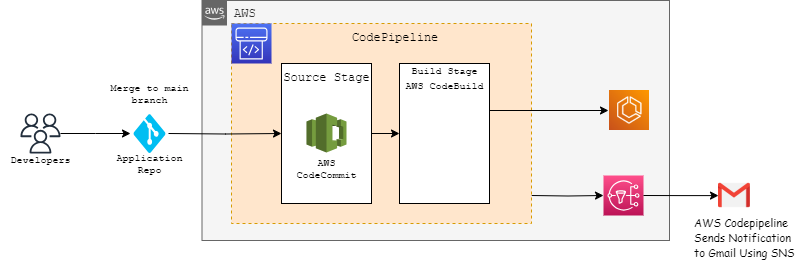 aws
AWS
CodePipeline
Source Stage
Build Stage
AWS CodeBuild
Merge to main
branch
Developers
Application
Repo
AWS
CodeCommit
AWS Codepipeline
Sends Notification
to Gmail Using SNS